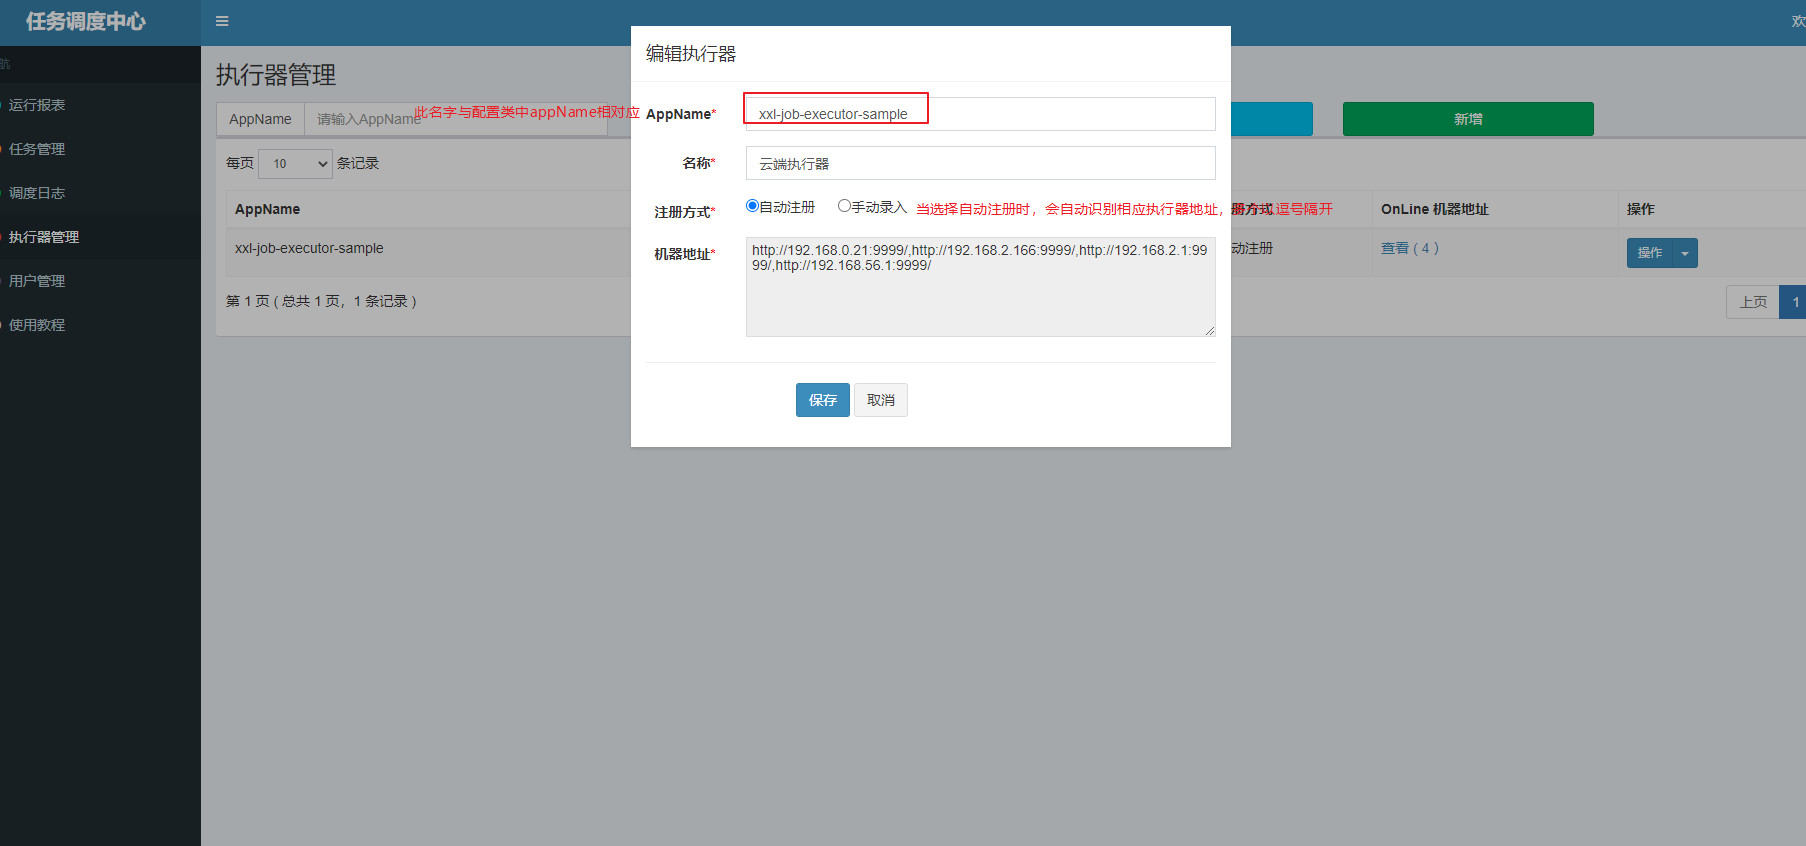 任务调度中心
欢
航
运行报表
任务管理
调度日志
执行器管理
用户管理
使用教程
执行器管理
AppName
请输入AppName
此名字与配置类中appName相对应
新增
每页
10
条记录
AppName
册方式
OnLine 机器地址
操作
xxl-job-executor-sample
动注册
查看 ( 4 )
操作
第 1 页 ( 总共 1 页，1 条记录 )
上页
1
编辑执行器
AppName*
xxl-job-executor-sample
名称*
云端执行器
注册方式*
自动注册
手动录入
当选择自动注册时，会自动识别相应执行器地址，
逗号隔开
机器地址*
http://192.168.0.21:9999/,http://192.168.2.166:9999/,http://192.168.2.1:9
99/,http://192.168.56.1:9999/
保存
取消